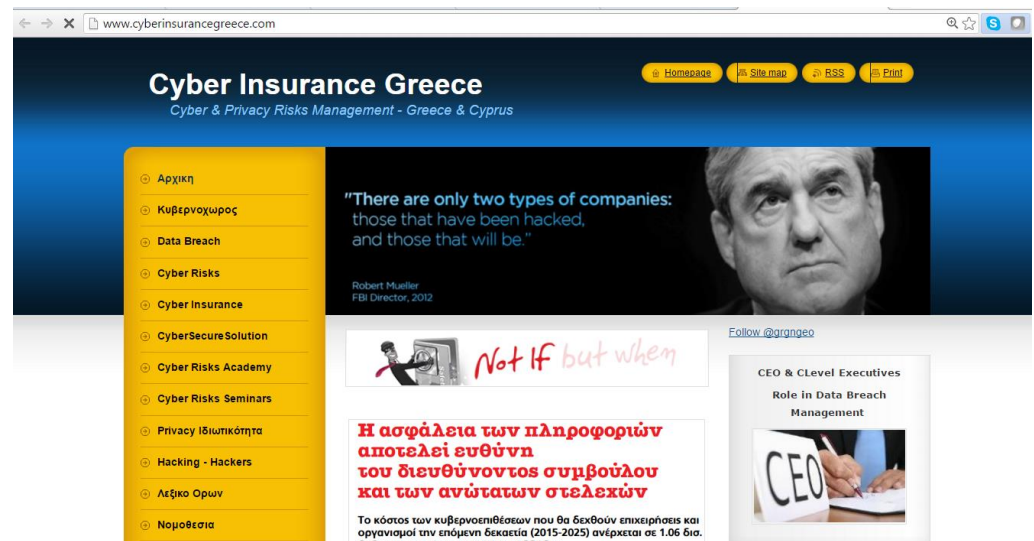 www.cyberinsurancegreece.com
Cyber Insurance Greece
Cyber & Privacy Risks Management - Greece & Cyprus
Homepage
Site map
RSS
Print
Αρχικη
Κυβερνοχωρος
Data Breach
Cyber Risks
Cyber Insurance
CyberSecureSolution
Cyber Risks Academy
Cyber Risks Seminars
Privacy Ιδιωτικότητα
Hacking - Hackers
Λεξικο Ορων
Νομοθεσια
"There are only two types of companies:
those that have been hacked,
and those that will be."
Robert Mueller
FBI Director, 2012
Not If but when
Η ασφάλεια των πληροφοριών
αποτελεί ευθύνη
του διευθύνοντος συμβούλου
και των ανώτατων στελεχών
Το κόστος των κυβερνοεπιθέσεων που θα δεχθούν επιχειρήσεις και
οργανισμοί την επόμενη δεκαετία (2015-2025) ανέρχεται σε 1.06 δισ.
Follow @grgngeo
CEO & CLevel Executives
Role in Data Breach
Management
CEO